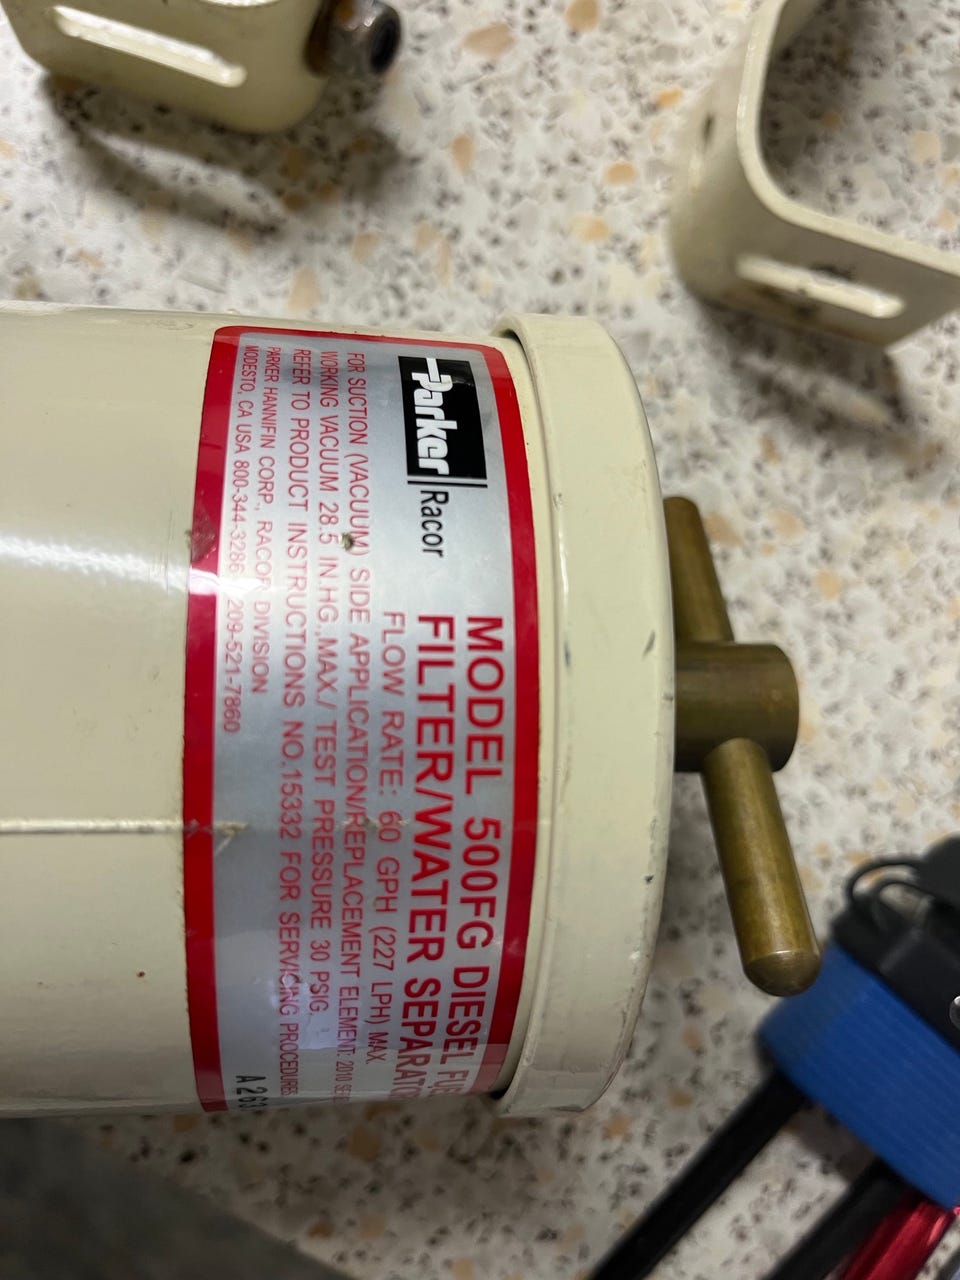 Parker Racor
MODEL 500FG DIESEL
FILTER/WATER SEPARATO
FLOW RATE: 60 GPH (227 LPH) MAX.
FOR SUCTION (VACUUM) SIDE APPLICATION/REPLACEMENT ELEMENT: 2010
WORKING VACUUM 28.5 IN.HG.,MAX./ TEST PRESSURE 30 PSIG.
REFER TO PRODUCT INSTRUCTIONS NO.15332 FOR SERVICING PROCEDURES
PARKER HANNIFIN CORP., RACOR DIVISION
MODESTO, CA USA 800-344-3286 209-521-7860